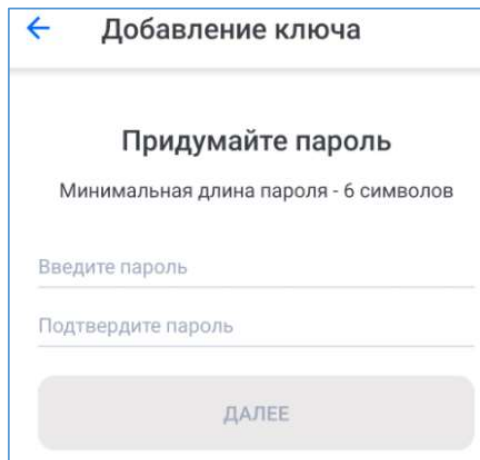 Добавление ключа
Придумайте пароль
Минимальная длина пароля - 6 символов
Введите пароль
Подтвердите пароль
ДАЛЕЕ